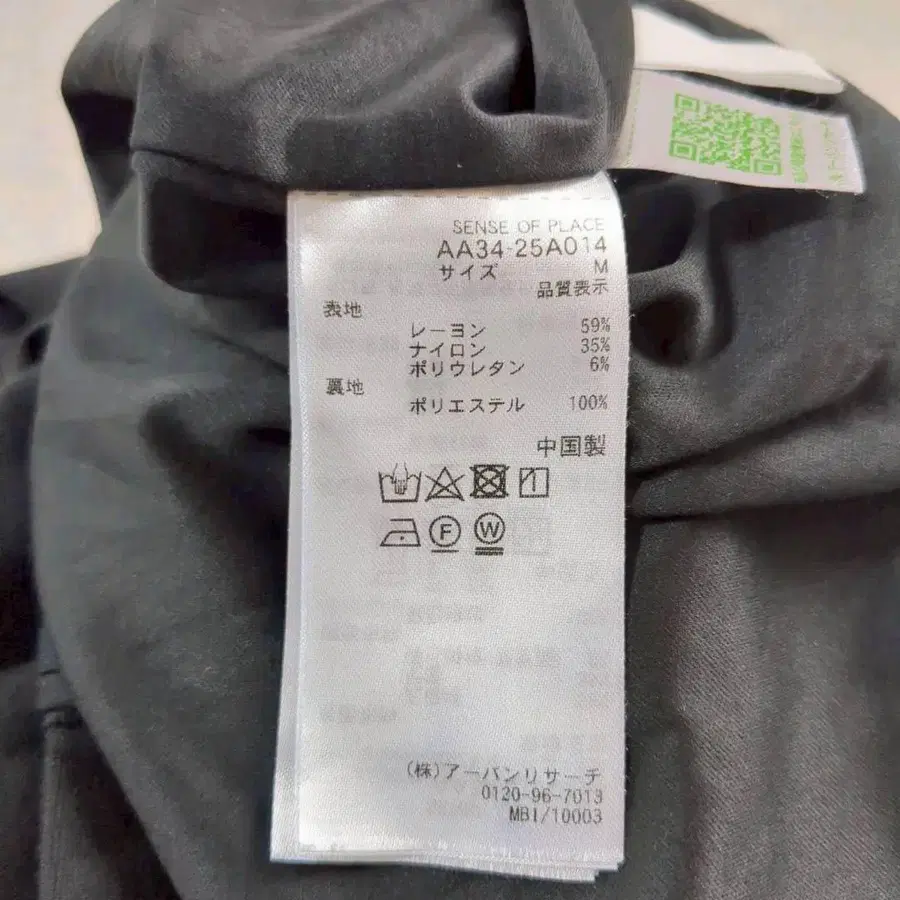 SENSE OF PLACE
AA34-25A014
サイズ M
品質表示
表地
レーヨン 59%
ナイロン 35%
ポリウレタン 6%
裏地
ポリエステル 100%
中国製
F W
(株)アーバンリサーチ
0120-96-7013
MB1/10003